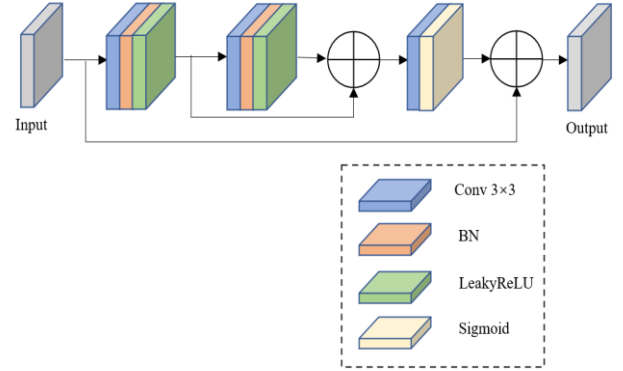 Input
Output
Conv 3×3
BN
LeakyReLU
Sigmoid